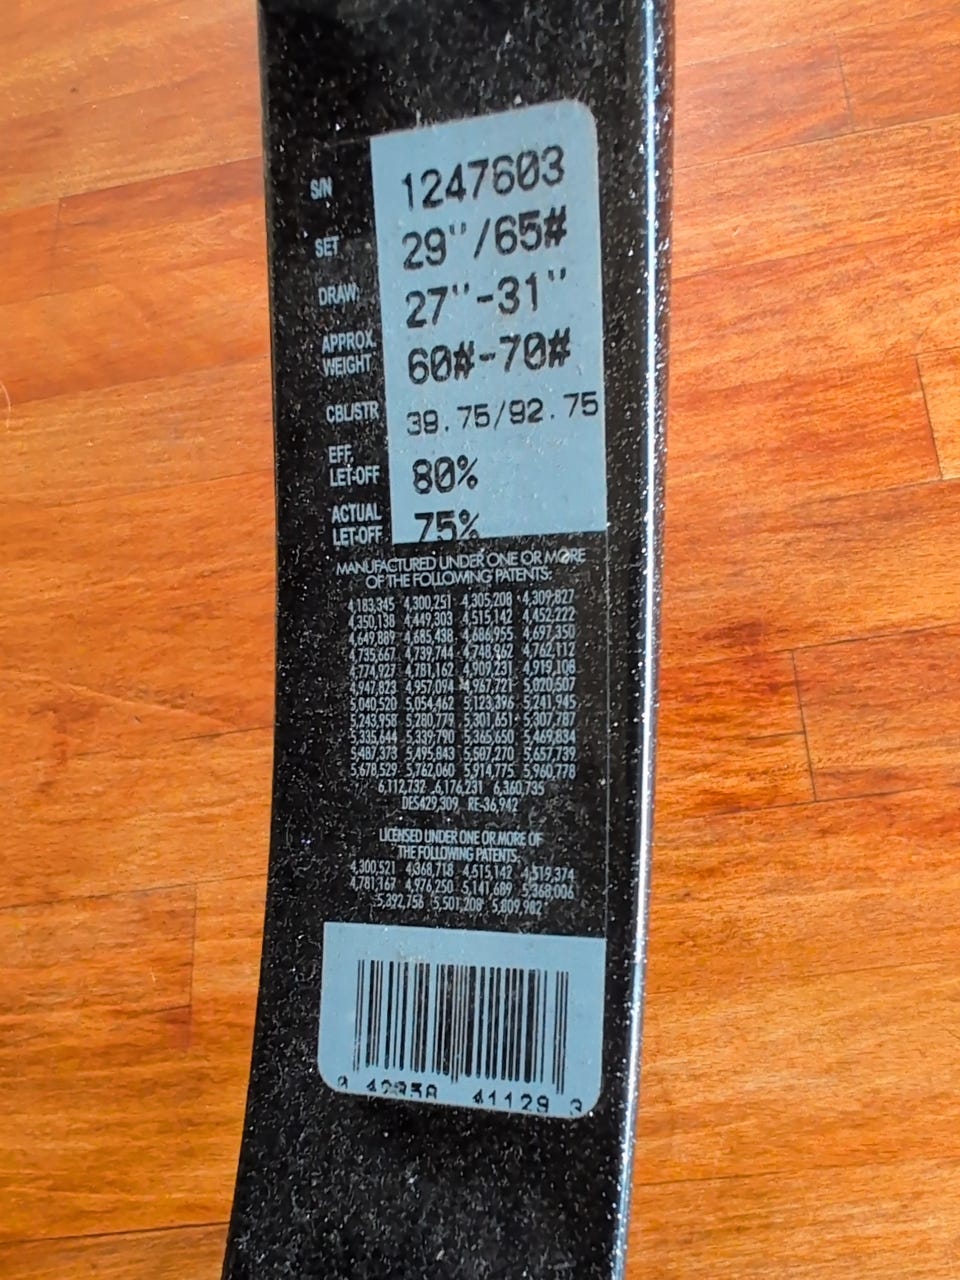 S/N 1247603
SET 29"/65#
DRAW 27"-31"
APPROX. WEIGHT 60#-70#
CBL/STR 39.75/92.75
EFF. LET-OFF 80%
ACTUAL LET-OFF 75%
MANUFACTURED UNDER ONE OR MORE
OF THE FOLLOWING PATENTS:
4,183,345 4,300,251 4,305,208 4,309,827
4,350,138 4,449,303 4,515,142 4,452,222
4,649,889 4,685,438 4,686,955 4,697,350
4,735,667 4,739,744 4,748,962 4,762,112
4,774,927 4,781,162 4,909,231 4,919,108
4,947,823 4,957,094 4,967,721 5,020,507
5,040,520 5,054,462 5,123,396 5,241,945
5,243,958 5,280,779 5,301,651 5,307,787
5,335,644 5,339,790 5,365,650 5,469,834
5,487,373 5,495,843 5,507,270 5,657,739
5,678,529 5,762,060 5,914,775 5,960,778
6,112,732 6,176,231 6,360,735
DES429,309 RE-36,942
LICENSED UNDER ONE OR MORE OF
THE FOLLOWING PATENTS
4,300,521 4,368,718 4,515,142 4,519,374
4,781,167 4,976,250 5,141,689 5,368,006
5,392,756 5,501,208 5,809,982
41129 3